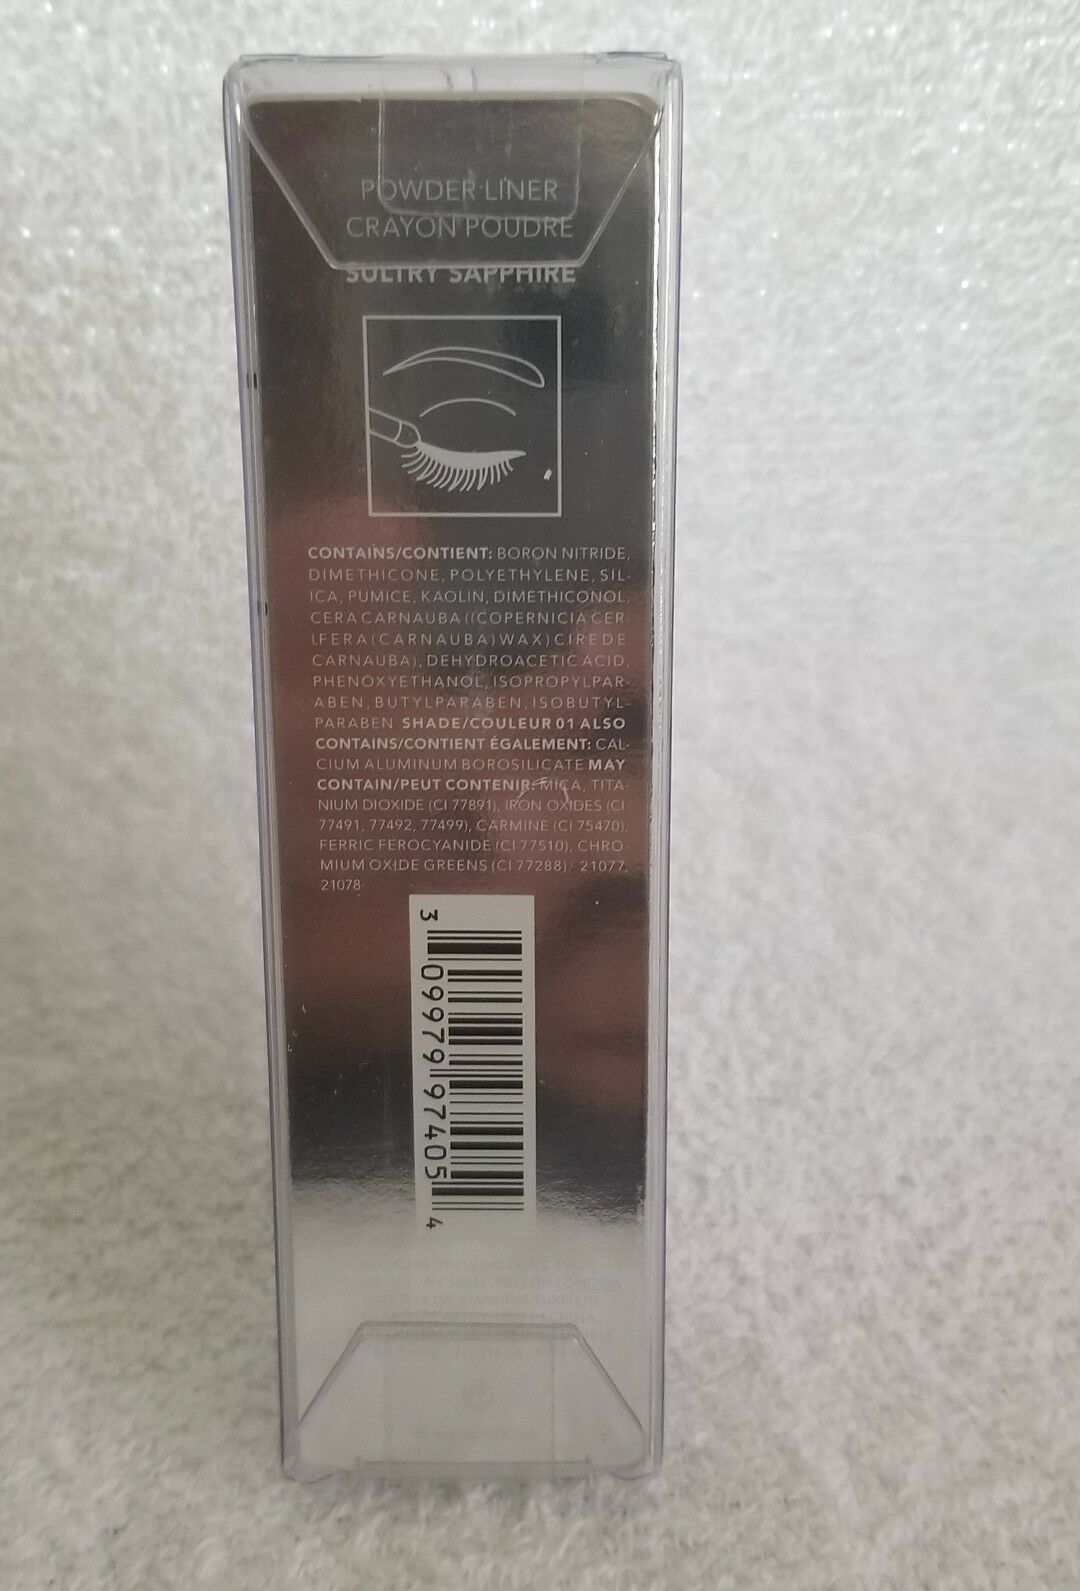 POWDER LINER
CRAYON POUDRE
SULTRY SAPPHIRE
CONTAINS/CONTIENT: BORON NITRIDE,
DIMETHICONE, POLYETHYLENE, SIL-
ICA, PUMICE, KAOLIN, DIMETHICONOL,
CERA CARNAUBA ((COPERNICIA CER-
IFERA (CARNAUBA) WAX) CIRE DE
CARNAUBA), DEHYDROACETIC ACID,
PHENOXYETHANOL, ISOPROPYLPAR-
ABEN, BUTYLPARABEN, ISOBUTYL-
PARABEN SHADE/COULEUR 01 ALSO
CONTAINS/CONTIENT ÉGALEMENT: CAL-
CIUM ALUMINUM BOROSILICATE MAY
CONTAIN/PEUT CONTENIR: MICA, TITA-
NIUM DIOXIDE (CI 77891), IRON OXIDES (CI
77491, 77492, 77499), CARMINE (CI 75470),
FERRIC FEROCYANIDE (CI 77510), CHRO-
MIUM OXIDE GREENS (CI 77288) 21077,
21078
3 09979 97405 4